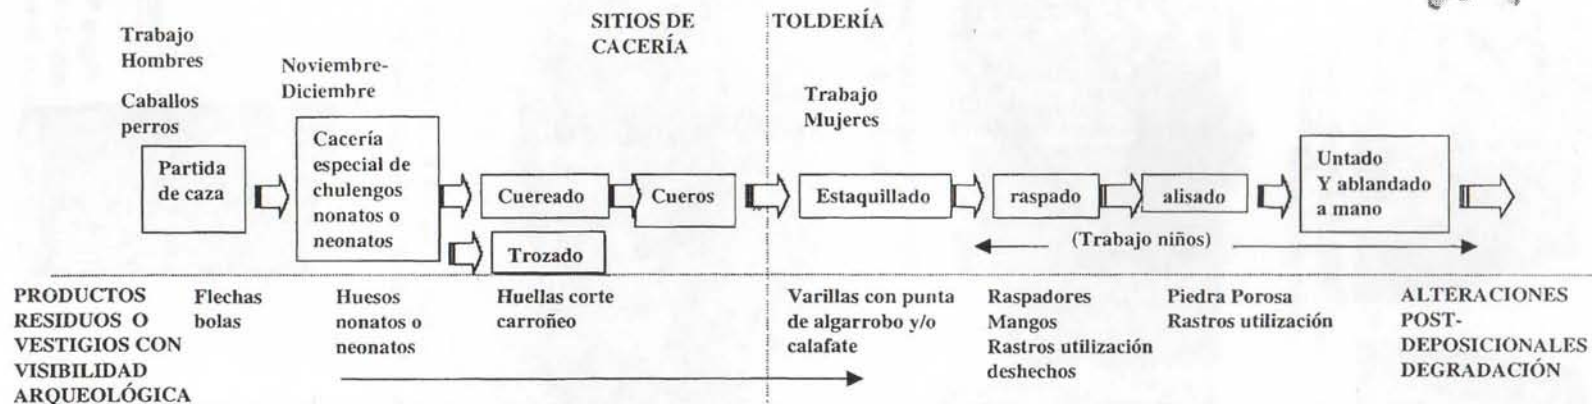 SITIOS DE
CACERÍA
TOLDERÍA
Trabajo
Hombres
Caballos
perros
Noviembre-
Diciembre
Trabajo
Mujeres
Partida
de caza
Cacería
especial de
chulengos
nonatos o
neonatos
Cuereado
Cueros
Trozado
Estaquillado
raspado
alisado
Untado
Y ablandado
a mano
(Trabajo niños)
PRODUCTOS
RESIDUOS O
VESTIGIOS CON
VISIBILIDAD
ARQUEOLÓGICA
Flechas
bolas
Huesos
nonatos o
neonatos
Huellas corte
carroñeo
Varillas con punta
de algarrobo y/o
calafate
Raspadores
Mangos
Rastros utilización
deshechos
Piedra Porosa
Rastros utilización
ALTERACIONES
POST-
DEPOSICIONALES
DEGRADACIÓN